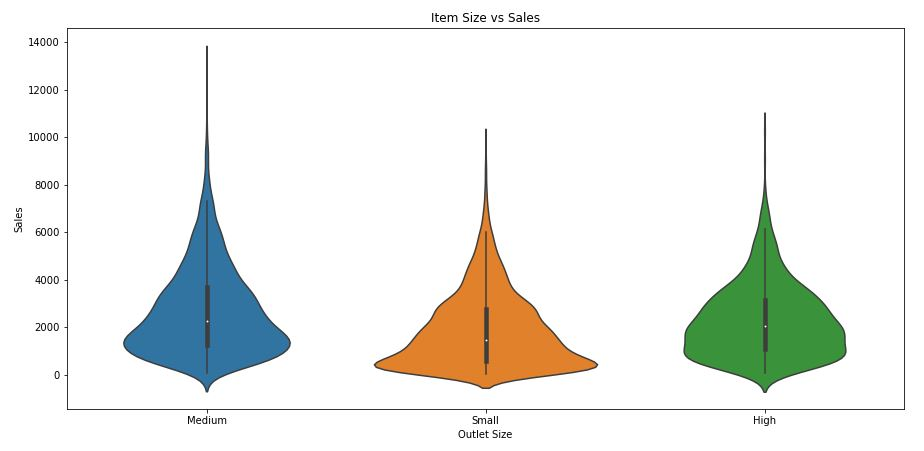 Item Size vs Sales
14000
12000
10000
8000
6000
4000
2000
0
Sales
Medium
Small
High
Outlet Size